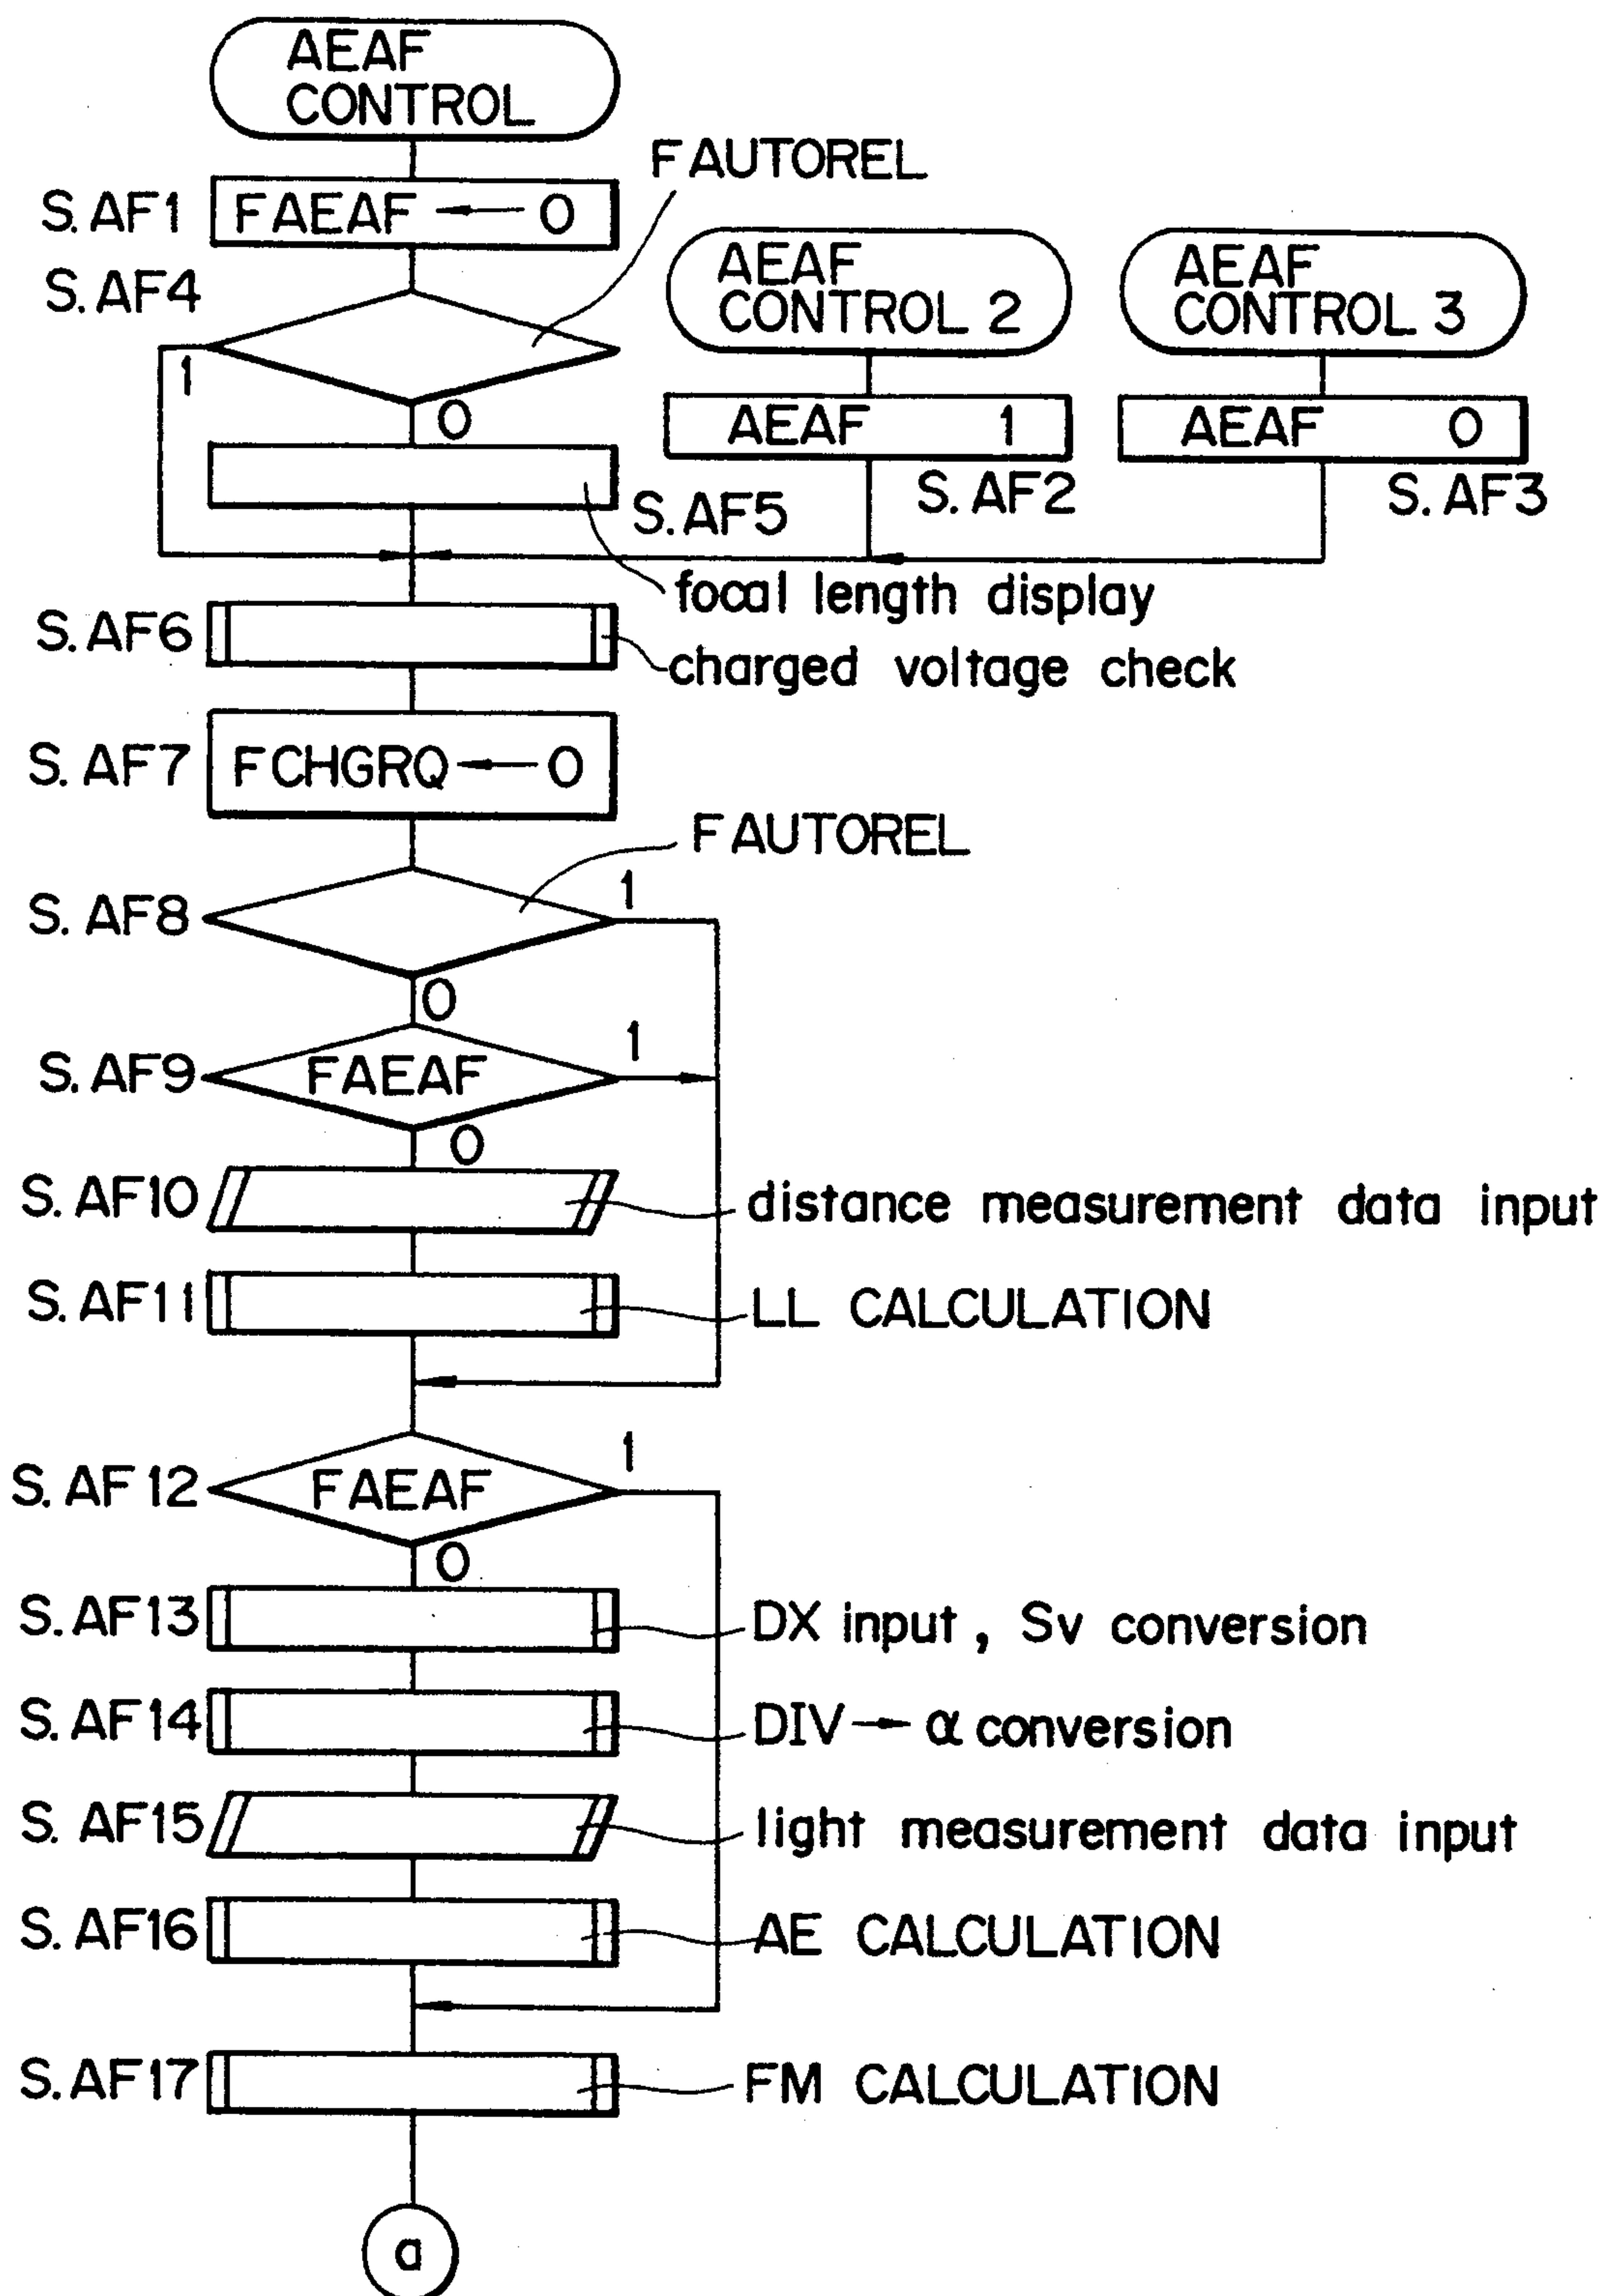 AEAF
CONTROL
FAUTOREL
S.AF1
FAEAF ← 0
S.AF4
1
0
AEAF
CONTROL 2
AEAF
CONTROL 3
AEAF 1
S.AF2
AEAF 0
S.AF3
S.AF5
focal length display
S.AF6
charged voltage check
S.AF7
FCHGRQ ← 0
FAUTOREL
S.AF8
1
0
S.AF9
FAEAF
1
0
S.AF10
distance measurement data input
S.AF11
LL CALCULATION
S.AF12
FAEAF
1
0
S.AF13
DX input, Sv conversion
S.AF14
DIV → α conversion
S.AF15
light measurement data input
S.AF16
AE CALCULATION
S.AF17
FM CALCULATION
a